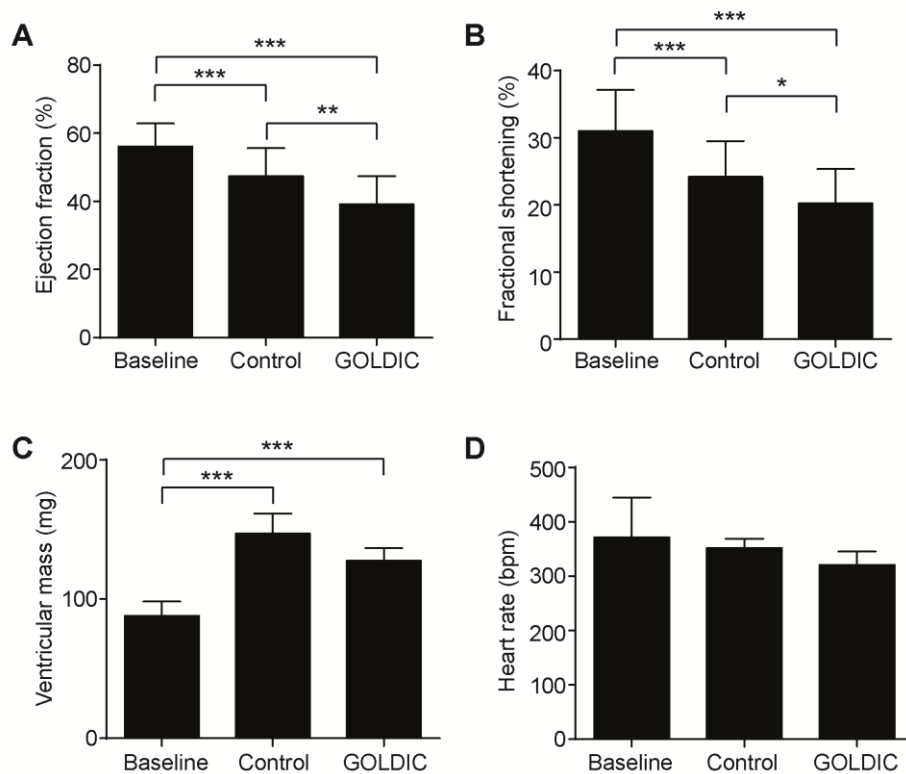 A
***
***
**
Ejection fraction (%)
80
60
40
20
0
Baseline Control GOLDIC
B
***
***
*
Fractional shortening (%)
40
30
20
10
0
Baseline Control GOLDIC
C
***
***
Ventricular mass (mg)
200
100
0
Baseline Control GOLDIC
D
Heart rate (bpm)
500
400
300
300
200
100
0
Baseline Control GOLDIC